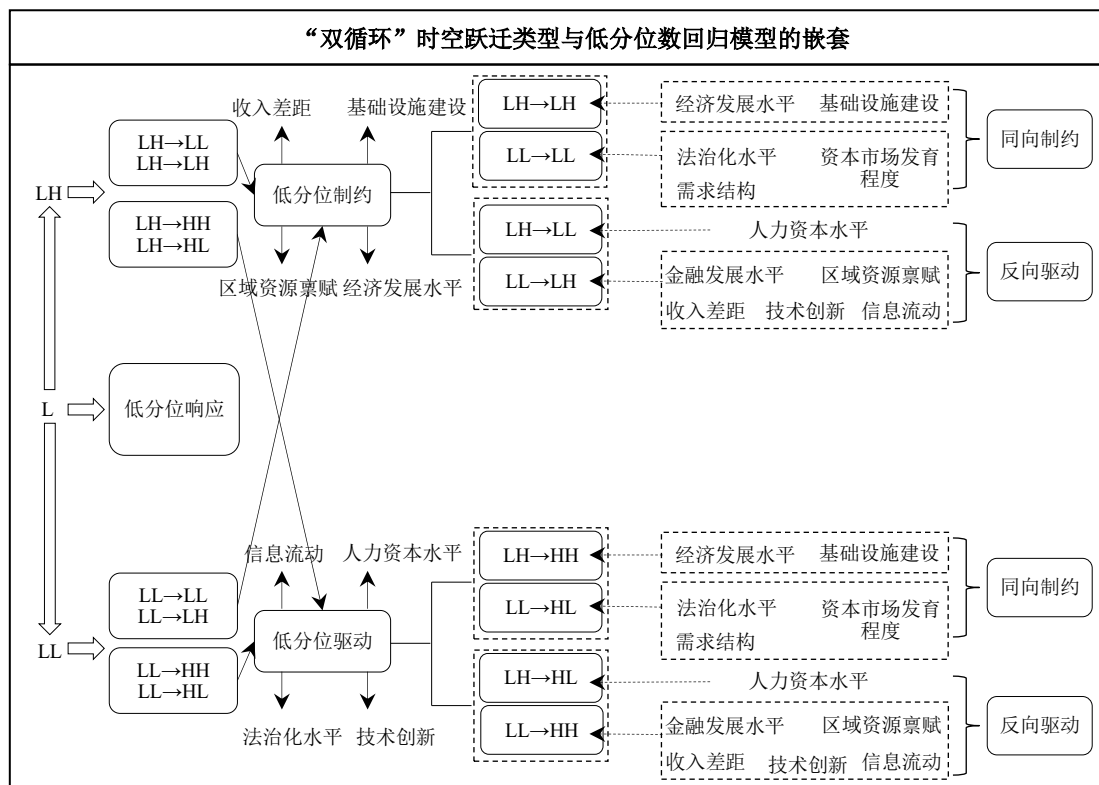 “双循环”时空跃迁类型与低分位数回归模型的嵌套
收入差距
基础设施建设
LH→LL
LH→LH
LH
低分位制约
LH→HH
LH→HL
区域资源禀赋
经济发展水平
LH→LH
经济发展水平
基础设施建设
LL→LL
法治化水平
资本市场发育
程度
需求结构
同向制约
LH→LL
人力资本水平
LL→LH
金融发展水平
区域资源禀赋
收入差距
技术创新
信息流动
反向驱动
L
低分位响应
信息流动
人力资本水平
LL→LL
LL→LH
LL
低分位驱动
LL→HH
LL→HL
法治化水平
技术创新
LH→HH
经济发展水平
基础设施建设
LL→HL
法治化水平
资本市场发育
程度
需求结构
同向制约
LH→HL
人力资本水平
LL→HH
金融发展水平
区域资源禀赋
收入差距
技术创新
信息流动
反向驱动